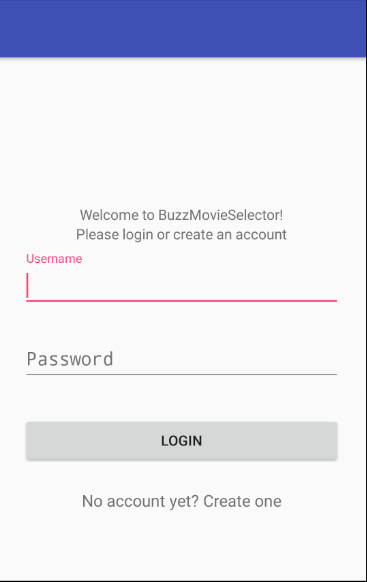 Welcome to BuzzMovieSelector!
Please login or create an account
Username
Password
LOGIN
No account yet? Create one